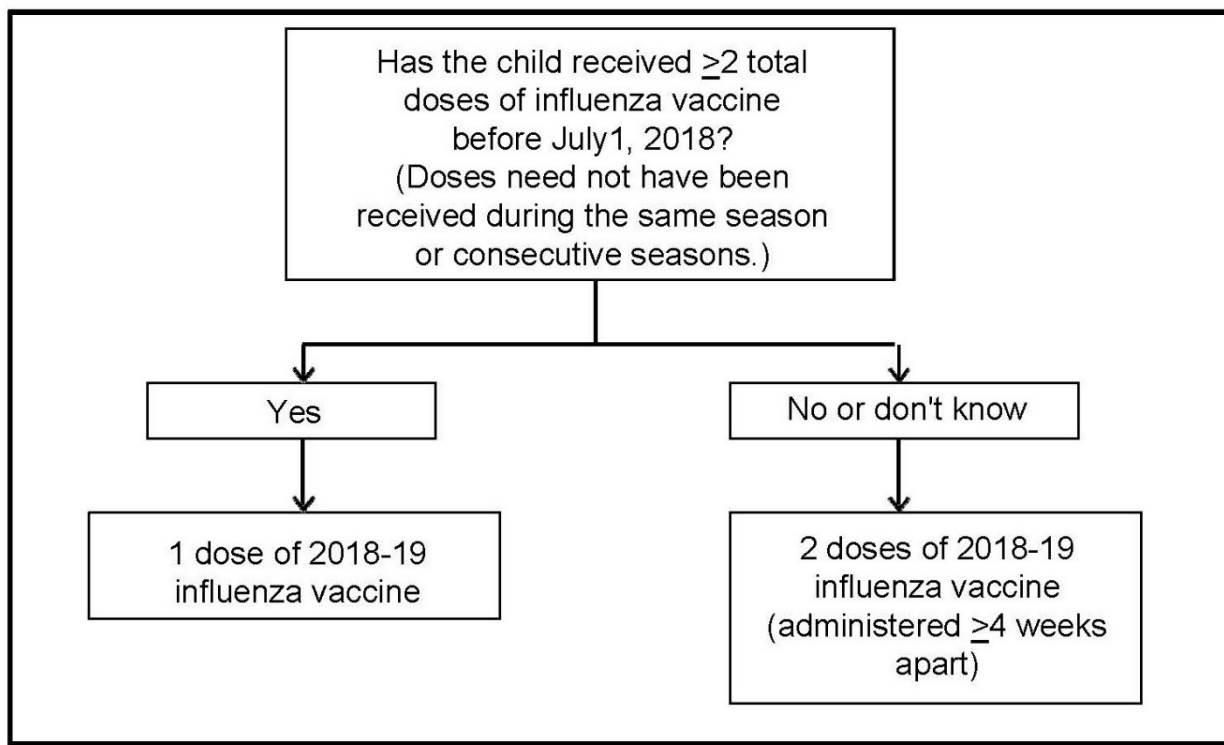 Has the child received ≥2 total
doses of influenza vaccine
before July1, 2018?
(Doses need not have been
received during the same season
or consecutive seasons.)
Yes
No or don't know
1 dose of 2018-19
influenza vaccine
2 doses of 2018-19
influenza vaccine
(administered ≥4 weeks
apart)